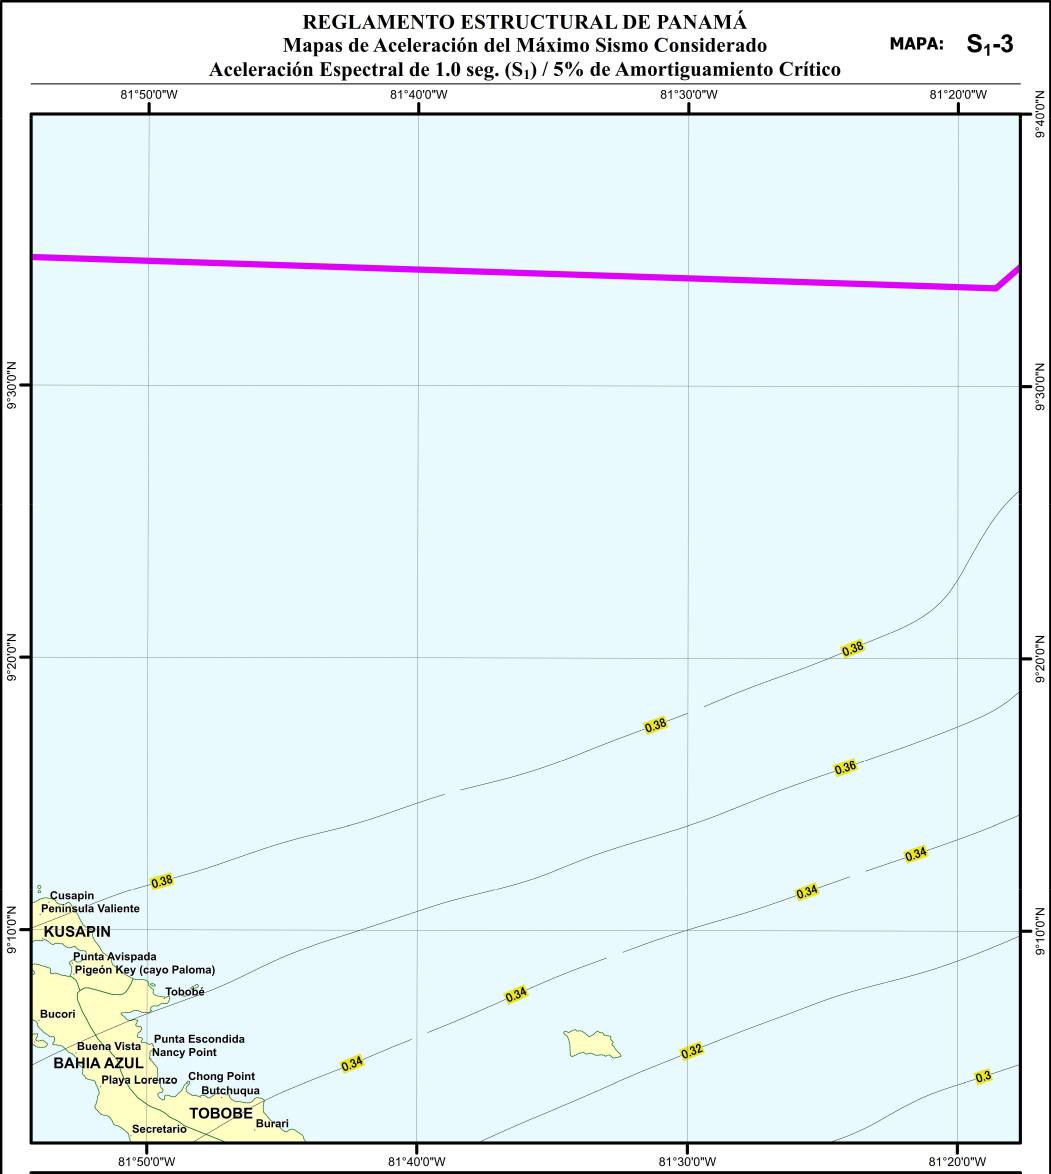 REGLAMENTO ESTRUCTURAL DE PANAMÁ
Mapas de Aceleración del Máximo Sismo Considerado
MAPA: S₁-3
Aceleración Espectral de 1.0 seg. (S₁) / 5% de Amortiguamiento Crítico
81°50'0"W 81°40'0"W 81°30'0"W 81°20'0"W
9°40'0"N
9°30'0"N 9°30'0"N
0.38
9°20'0"N 9°20'0"N
0.38
0.36
0.34
0.38
0.34
Cusapin
Peninsula Valiente
9°10'0"N 9°10'0"N
KUSAPIN
Punta Avispada
Pigeón Key (cayo Paloma)
Tobobé
0.34
Bucori
Punta Escondida
Buena Vista
Nancy Point
0.32
BAHIA AZUL
0.34
Chong Point
0.3
Playa Lorenzo
Butchuqua
TOBOBE
Burari
Secretario
81°50'0"W 81°40'0"W 81°30'0"W 81°20'0"W